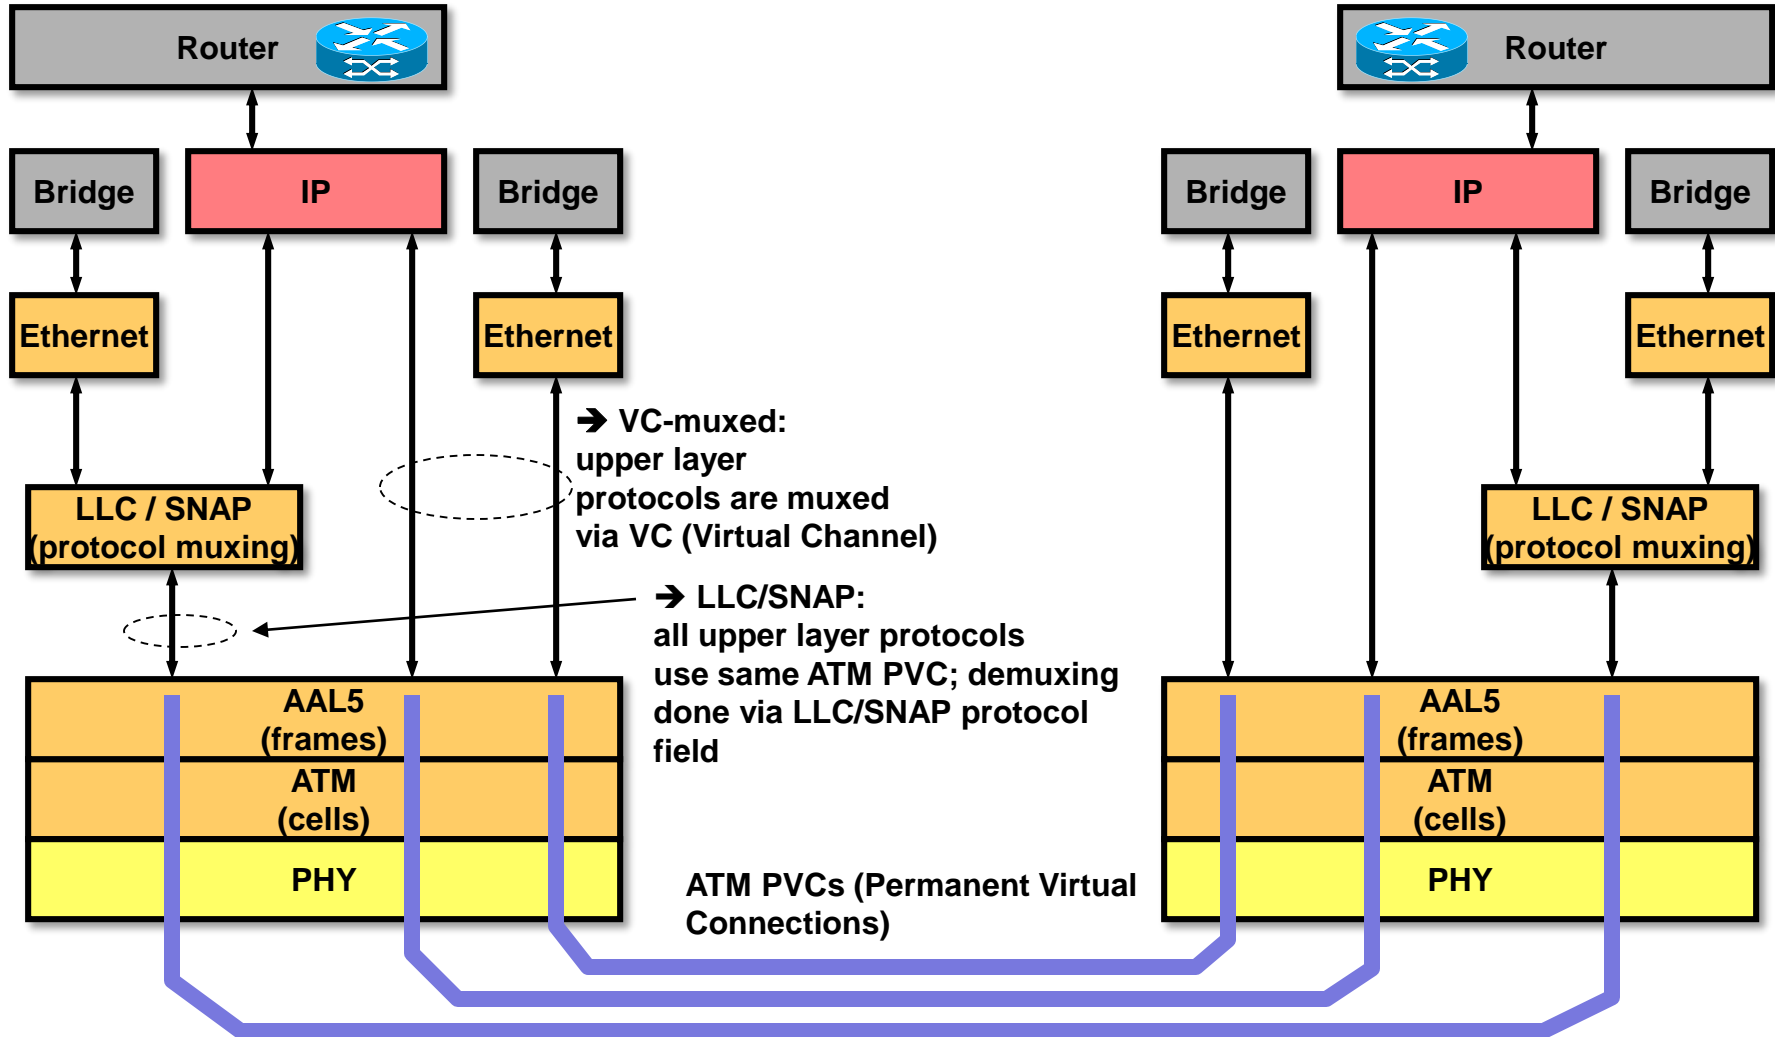 Router
Router
Bridge
IP
Bridge
Bridge
IP
Bridge
Ethernet
Ethernet
Ethernet
Ethernet
➔ VC-muxed:
upper layer
protocols are muxed
via VC (Virtual Channel)
LLC / SNAP
(protocol muxing)
LLC / SNAP
(protocol muxing)
➔ LLC/SNAP:
all upper layer protocols
use same ATM PVC; demuxing
done via LLC/SNAP protocol
field
AAL5
(frames)
ATM
(cells)
PHY
AAL5
(frames)
ATM
(cells)
PHY
ATM PVCs (Permanent Virtual
Connections)